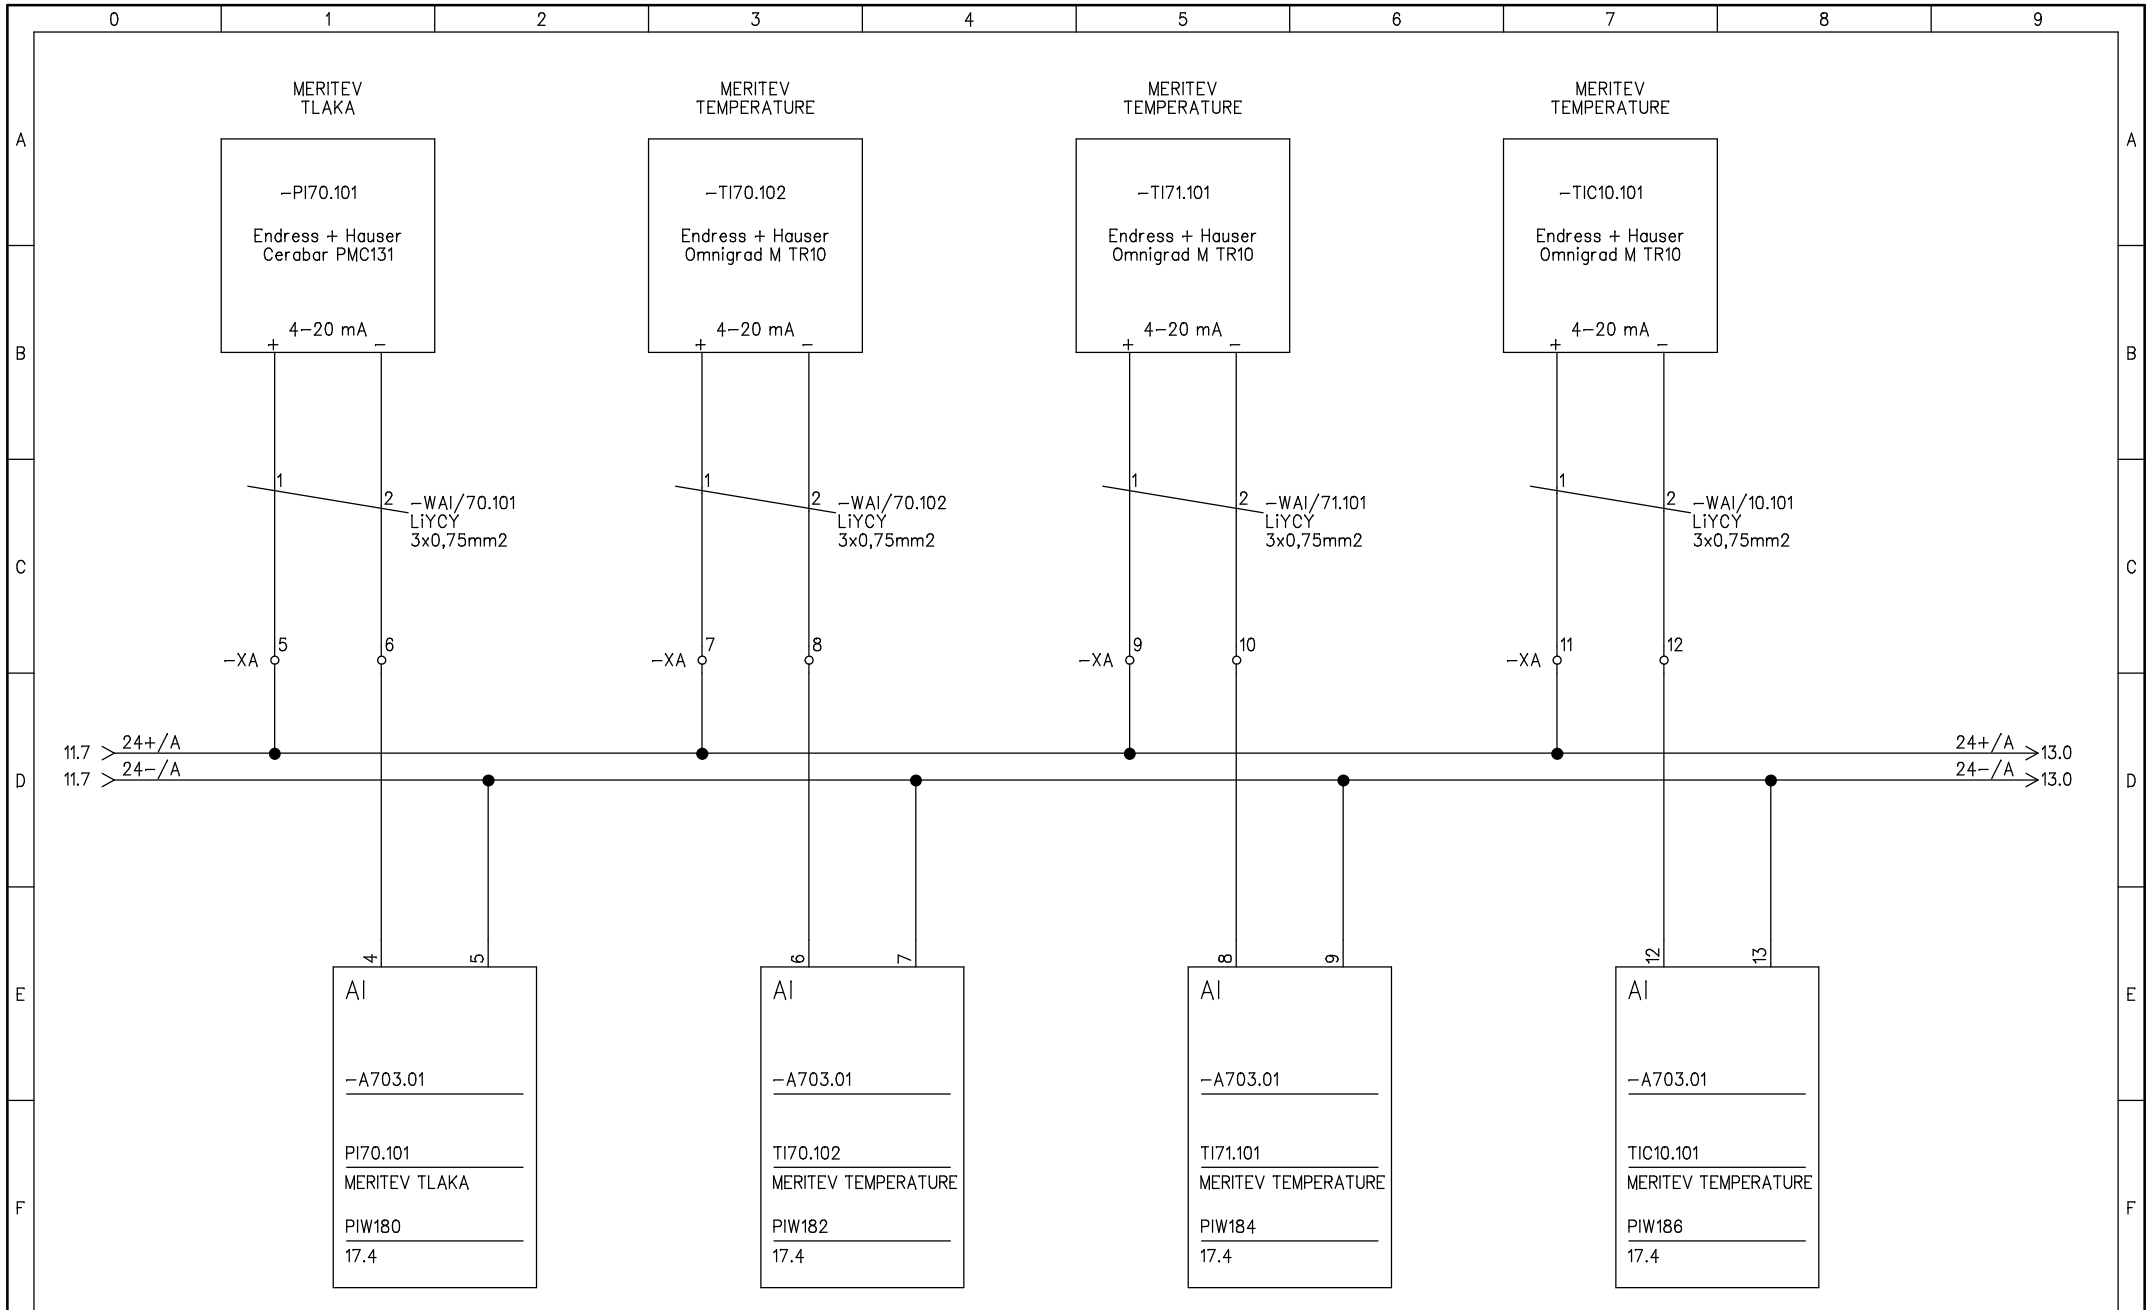 0 1 2 3 4 5 6 7 8 9
MERITEV
TLAKA
MERITEV
TEMPERATURE
MERITEV
TEMPERATURE
MERITEV
TEMPERATURE
A A
-PI70.101
Endress + Hauser
Cerabar PMC131
4-20 mA
+ -
-TI70.102
Endress + Hauser
Omnigrad M TR10
4-20 mA
+ -
-TI71.101
Endress + Hauser
Omnigrad M TR10
4-20 mA
+ -
-TIC10.101
Endress + Hauser
Omnigrad M TR10
4-20 mA
+ -
B B
1 2 -WAI/70.101
LiYCY
3x0,75mm2
1 2 -WAI/70.102
LiYCY
3x0,75mm2
1 2 -WAI/71.101
LiYCY
3x0,75mm2
1 2 -WAI/10.101
LiYCY
3x0,75mm2
C C
-XA 5 6
-XA 7 8
-XA 9 10
-XA 11 12
11.7 24+/A 24+/A 13.0
11.7 24-/A 24-/A 13.0
D D
4 5
6 7
8 9
12 13
E E
AI
-A703.01
PI70.101
MERITEV TLAKA
PIW180
17.4
AI
-A703.01
TI70.102
MERITEV TEMPERATURE
PIW182
17.4
AI
-A703.01
TI71.101
MERITEV TEMPERATURE
PIW184
17.4
AI
-A703.01
TIC10.101
MERITEV TEMPERATURE
PIW186
17.4
F F